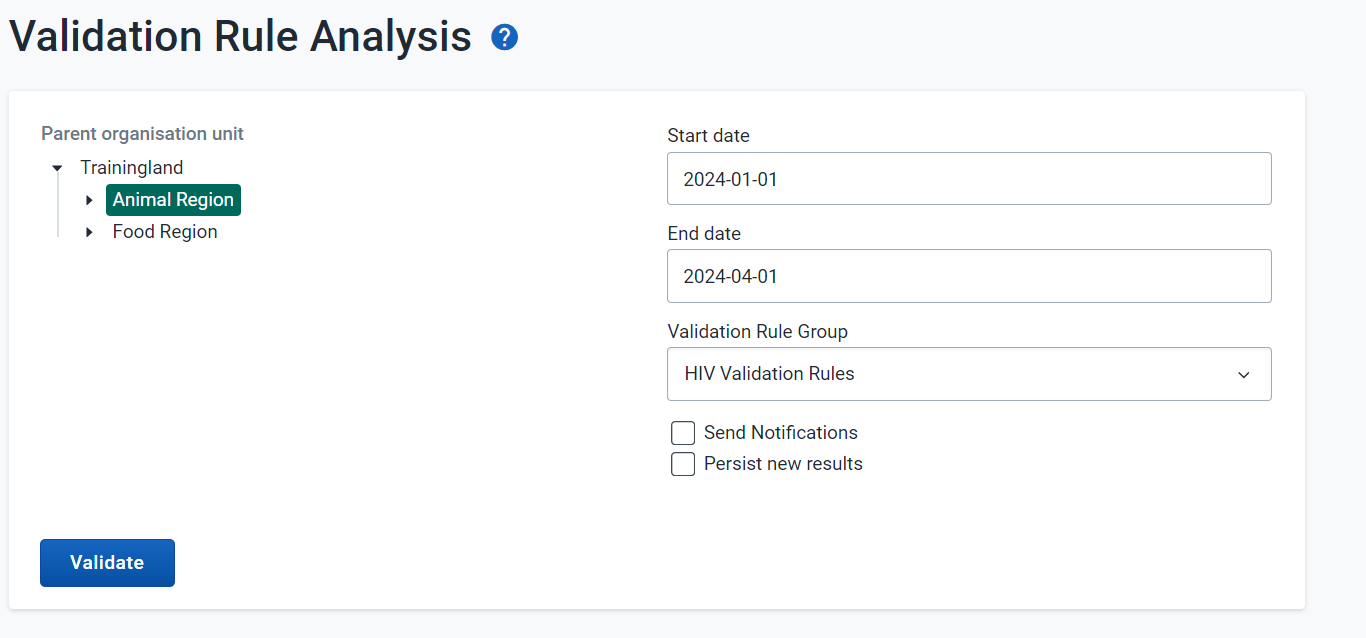 Validation Rule Analysis ?
Parent organisation unit
Trainingland
Animal Region
Food Region
Start date
2024-01-01
End date
2024-04-01
Validation Rule Group
HIV Validation Rules
Send Notifications
Persist new results
Validate